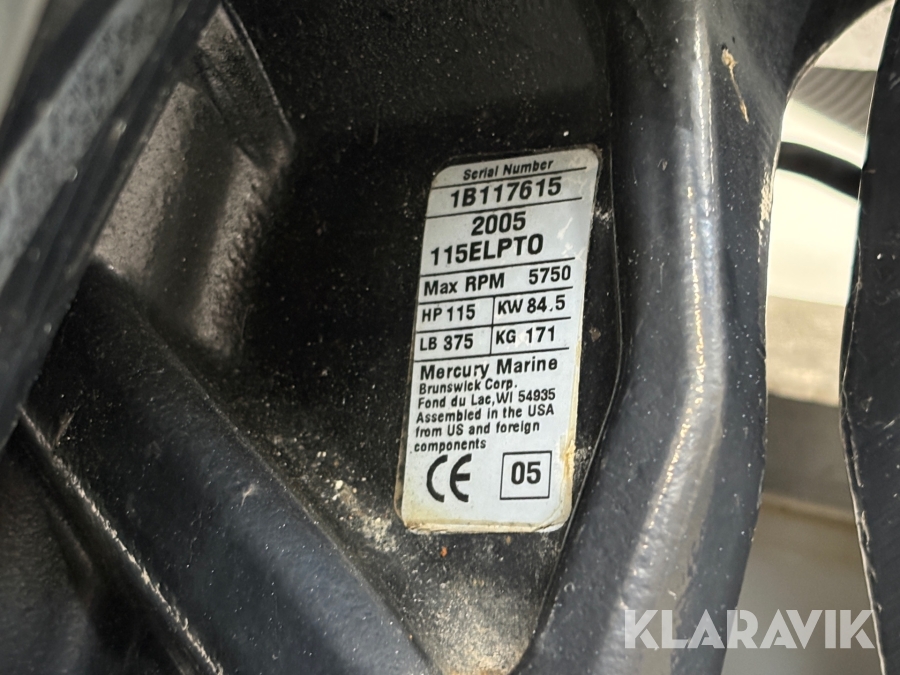 Serial Number
1B117615
2005
115ELPTO
Max RPM 5750
HP 115 KW 84.5
LB 375 KG 171
Mercury Marine
Brunswick Corp.
Fond du Lac, WI 54935
Assembled in the USA
from US and foreign
components
CE 05
KLARAVIK